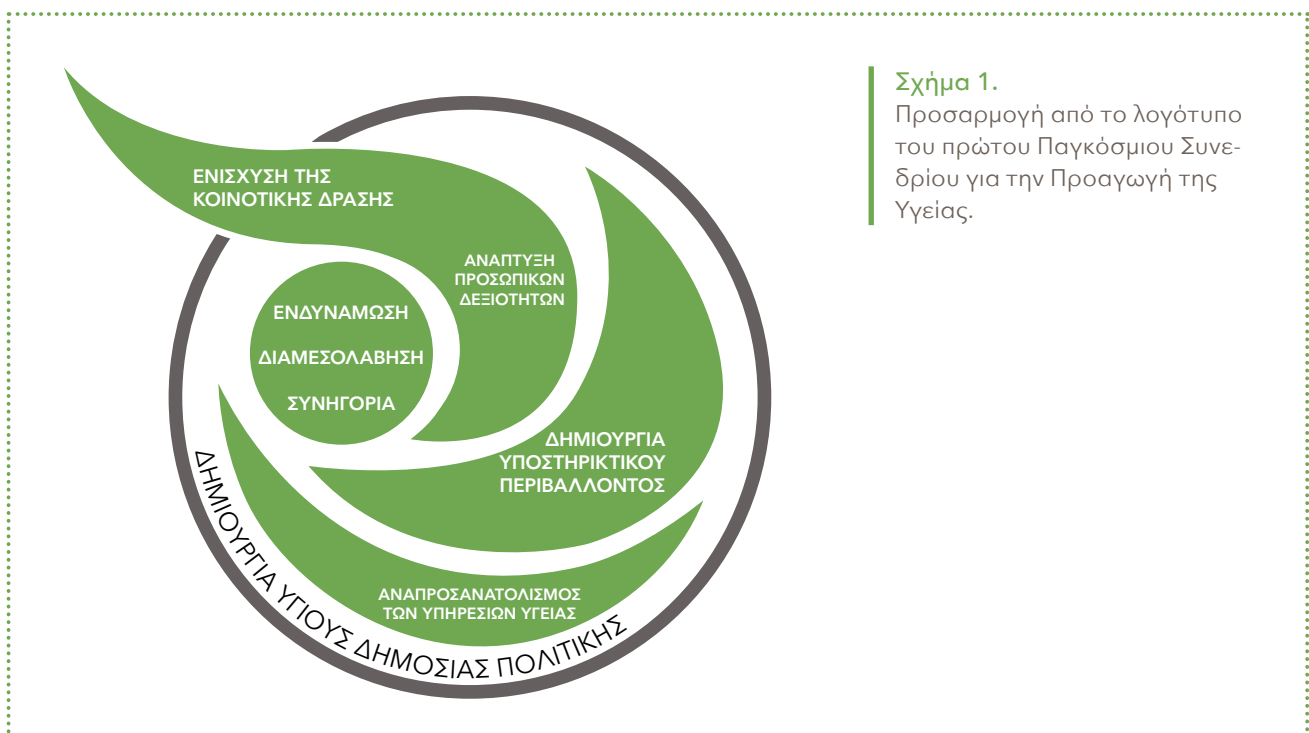 ΕΝΙΣΧΥΣΗ ΤΗΣ
ΚΟΙΝΟΤΙΚΗΣ ΔΡΑΣΗΣ
ΑΝΑΠΤΥΞΗ
ΠΡΟΣΩΠΙΚΩΝ
ΔΕΞΙΟΤΗΤΩΝ
ΕΝΔΥΝΑΜΩΣΗ
ΔΙΑΜΕΣΟΛΑΒΗΣΗ
ΣΥΝΗΓΟΡΙΑ
ΔΗΜΙΟΥΡΓΙΑ
ΥΠΟΣΤΗΡΙΚΤΙΚΟΥ
ΠΕΡΙΒΑΛΛΟΝΤΟΣ
ΑΝΑΠΡΟΣΑΝΑΤΟΛΙΣΜΟΣ
ΤΩΝ ΥΠΗΡΕΣΙΩΝ ΥΓΕΙΑΣ
ΔΗΜΙΟΥΡΓΙΑ ΥΓΙΟΥΣ ΔΗΜΟΣΙΑΣ ΠΟΛΙΤΙΚΗΣ
Σχήμα 1.
Προσαρμογή από το λογότυπο
του πρώτου Παγκόσμιου Συνε-
δρίου για την Προαγωγή της
Υγείας.